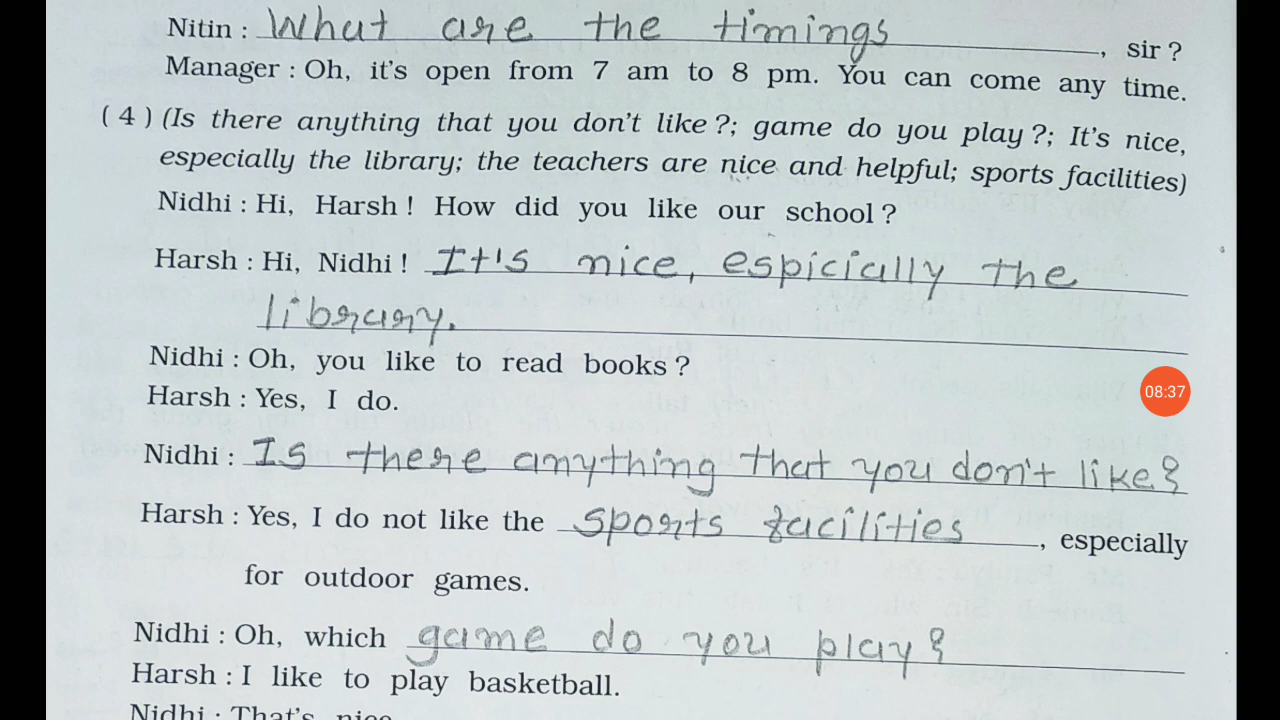 Nitin : What are the timings, sir ?
Manager : Oh, it's open from 7 am to 8 pm. You can come any time.
( 4 ) (Is there anything that you don't like ?; game do you play ?; It's nice,
especially the library; the teachers are nice and helpful; sports facilities)
Nidhi : Hi, Harsh ! How did you like our school ?
Harsh : Hi, Nidhi ! It's nice, espicially the
library.
Nidhi : Oh, you like to read books ?
Harsh : Yes, I do.
08:37
Nidhi : Is there anything that you don't like?
Harsh : Yes, I do not like the sports facilities, especially
for outdoor games.
Nidhi : Oh, which game do you play?
Harsh : I like to play basketball.
Nidhi : That's nice